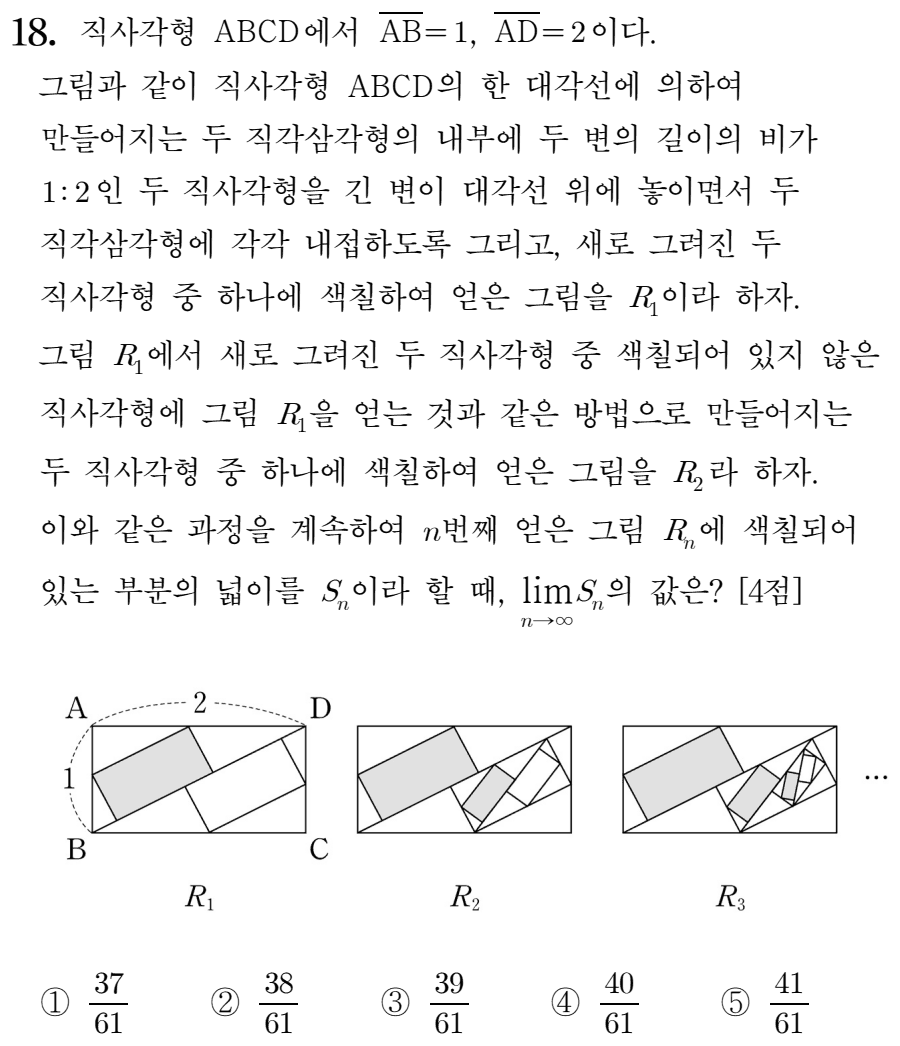 18. 직사각형 ABCD에서 AB=1, AD=2이다.
그림과 같이 직사각형 ABCD의 한 대각선에 의하여
만들어지는 두 직각삼각형의 내부에 두 변의 길이의 비가
1:2인 두 직사각형을 긴 변이 대각선 위에 놓이면서 두
직각삼각형에 각각 내접하도록 그리고, 새로 그려진 두
직사각형 중 하나에 색칠하여 얻은 그림을 R₁이라 하자.
그림 R₁에서 새로 그려진 두 직사각형 중 색칠되어 있지 않은
직사각형에 그림 R₁을 얻는 것과 같은 방법으로 만들어지는
두 직사각형 중 하나에 색칠하여 얻은 그림을 R₂라 하자.
이와 같은 과정을 계속하여 n번째 얻은 그림 Rₙ에 색칠되어
있는 부분의 넓이를 Sₙ이라 할 때, lim Sₙ의 값은? [4점]
n→∞
A 2 D
1
B C
...
R₁ R₂ R₃
① 37/61 ② 38/61 ③ 39/61 ④ 40/61 ⑤ 41/61